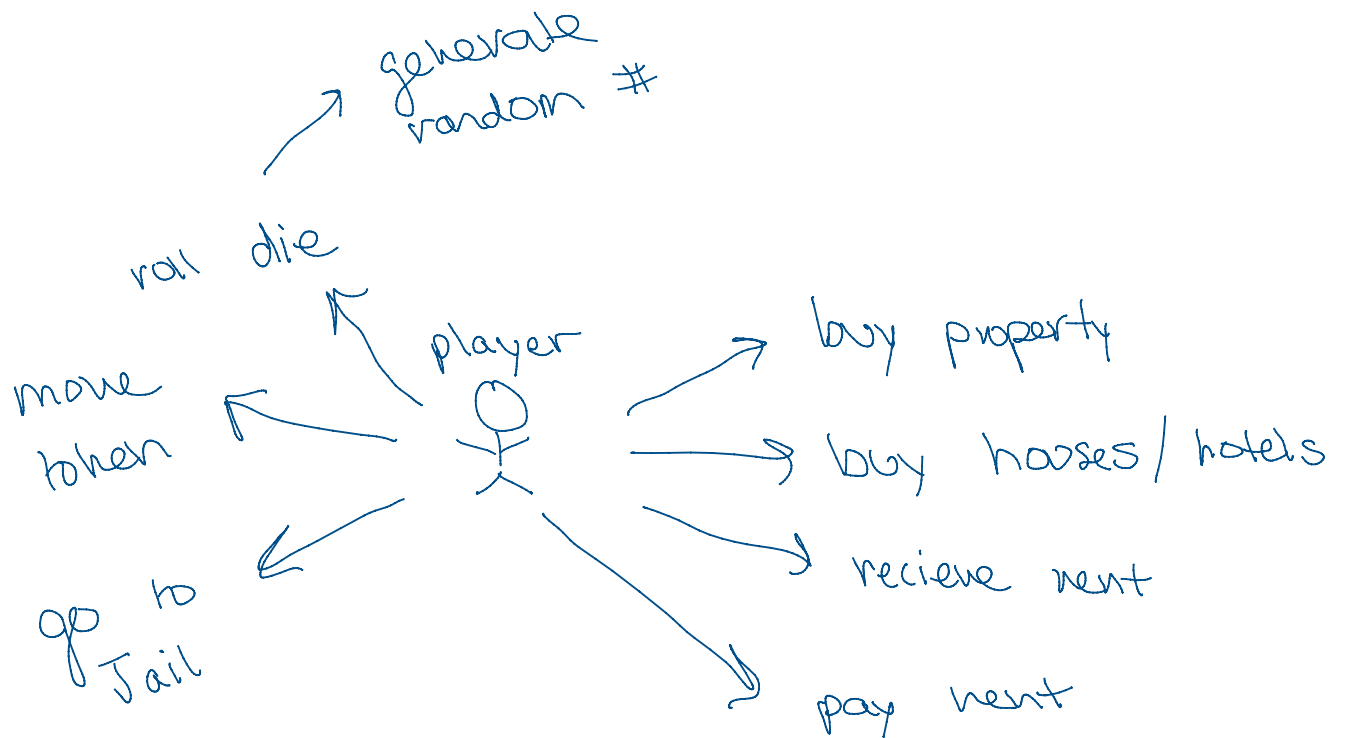 generate
random #
roll die
player
buy property
move
token
buy houses/hotels
recieve rent
go to
Jail
pay rent